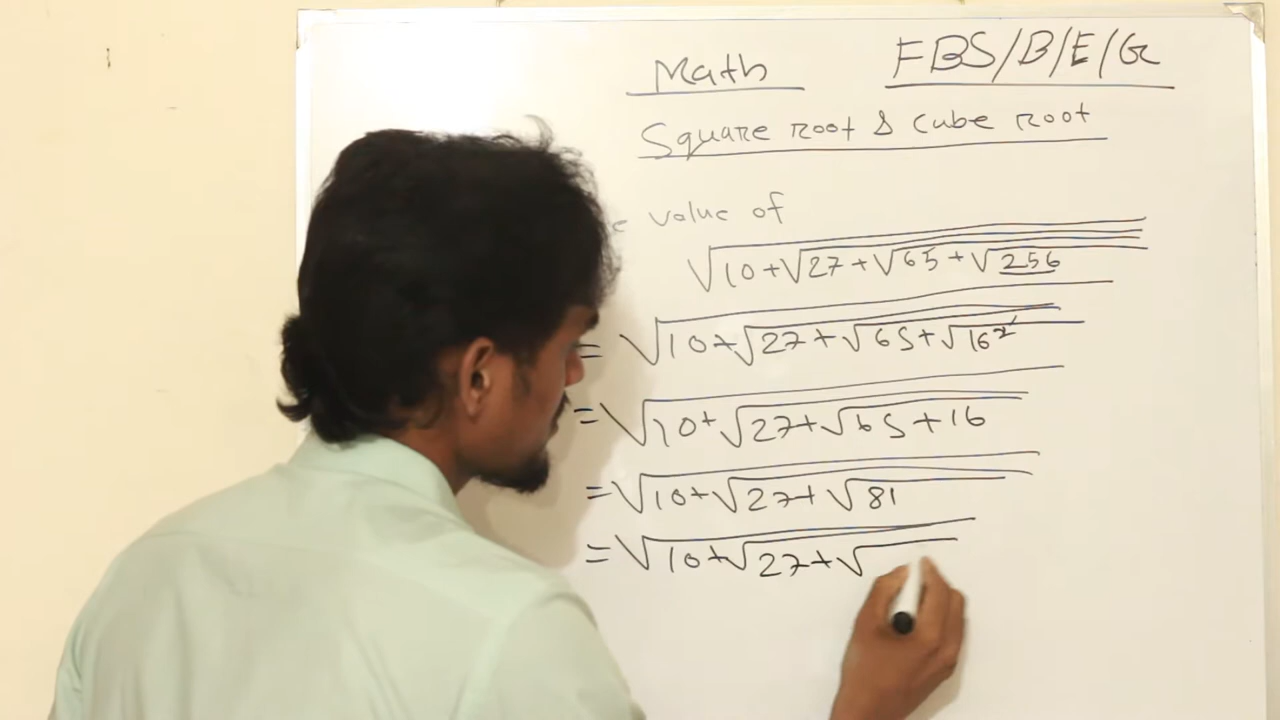 Math FBS/B/E/G
Square root & cube root
value of
√10+√27+√65+√256
= √10+√27+√65+√16²
= √10+√27+√65+16
= √10+√27+√81
= √10+√27+√